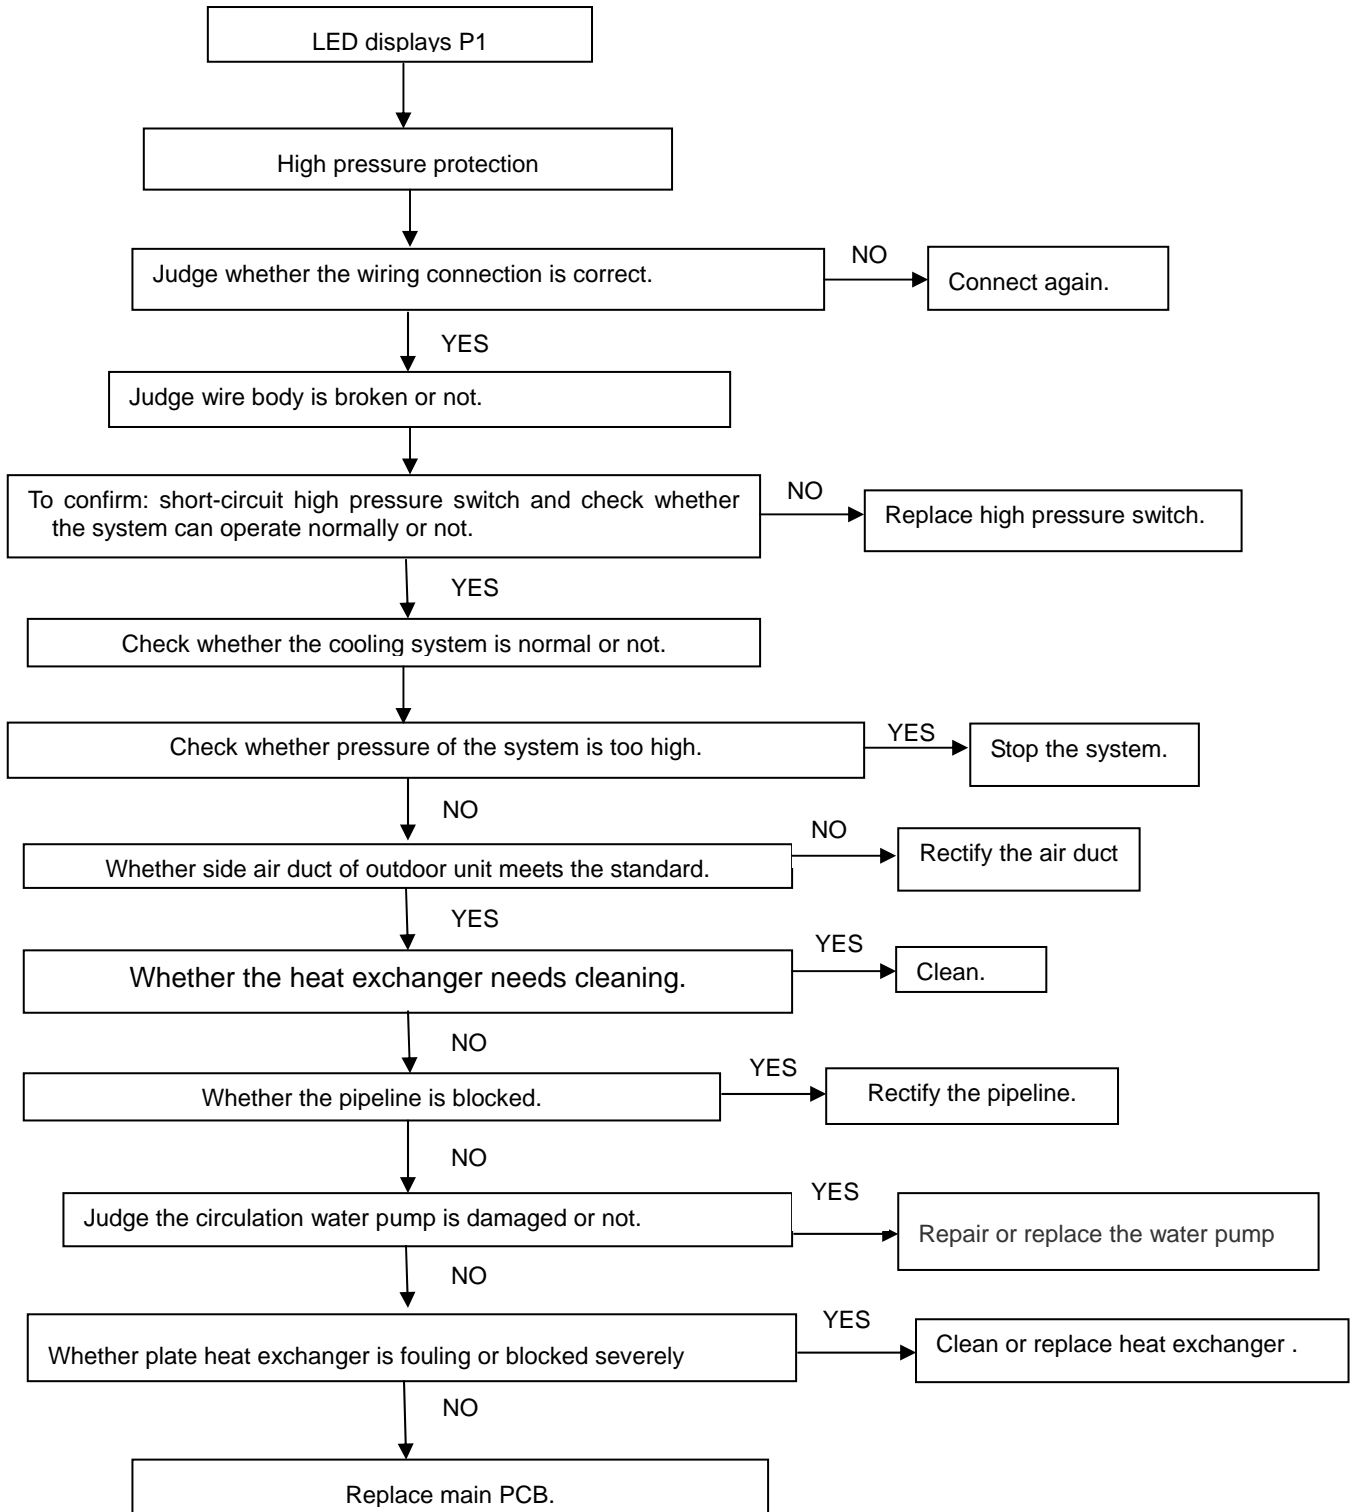 LED displays P1
High pressure protection
Judge whether the wiring connection is correct.
NO
Connect again.
YES
Judge wire body is broken or not.
To confirm: short-circuit high pressure switch and check whether
the system can operate normally or not.
NO
Replace high pressure switch.
YES
Check whether the cooling system is normal or not.
Check whether pressure of the system is too high.
YES
Stop the system.
NO
Whether side air duct of outdoor unit meets the standard.
NO
Rectify the air duct
YES
Whether the heat exchanger needs cleaning.
YES
Clean.
NO
Whether the pipeline is blocked.
YES
Rectify the pipeline.
NO
Judge the circulation water pump is damaged or not.
YES
Repair or replace the water pump
NO
Whether plate heat exchanger is fouling or blocked severely
YES
Clean or replace heat exchanger .
NO
Replace main PCB.